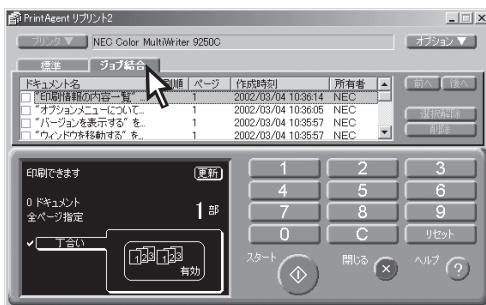 PrintAgent リプリント2
プリンタ▼ NEC Color MultiWriter 9250C オプション▼
標準 ジョブ結合
ドキュメント名 順 ページ 作成時刻 所有者 前へ 後へ
"印刷情報の内容一覧" 1 2002/03/04 10:36:14 NEC
"オプションメニューについて... 1 2002/03/04 10:36:05 NEC 選択解除
"バージョンを表示する" を... 1 2002/03/04 10:35:57 NEC 削除
"ウィンドウを移動する" を... 1 2002/03/04 10:35:57 NEC
印刷できます 更新
0 ドキュメント
全ページ指定 1 部
丁合い
1 2 3 1 2 3
有効
1 2 3
4 5 6
7 8 9
0 C リセット
スタート 閉じる ヘルプ ?